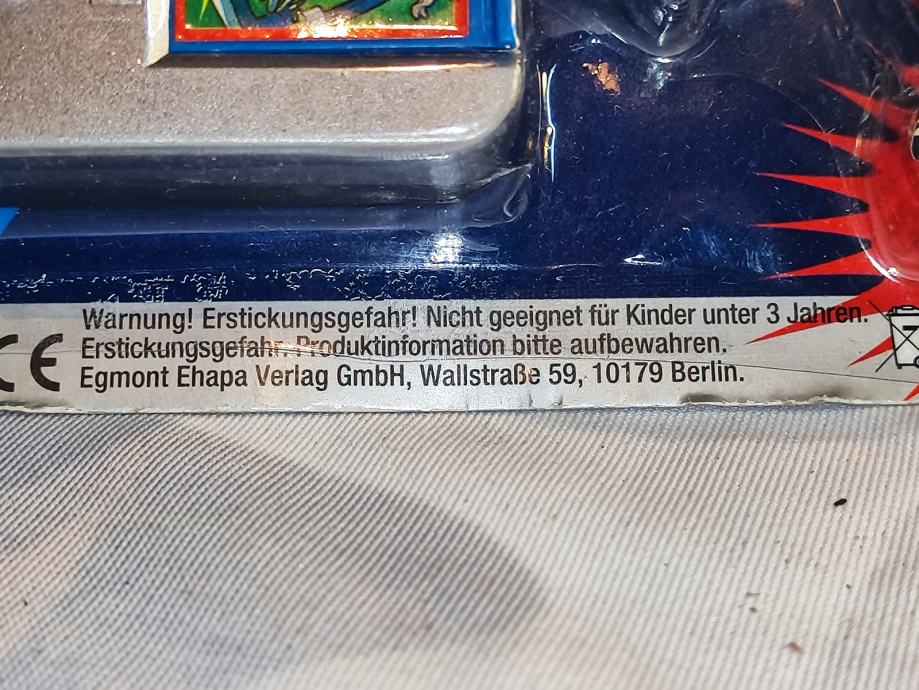 Warnung! Erstickungsgefahr! Nicht geeignet für Kinder unter 3 Jahren.
Erstickungsgefahr. Produktinformation bitte aufbewahren.
CE
Egmont Ehapa Verlag GmbH, Wallstraße 59, 10179 Berlin.